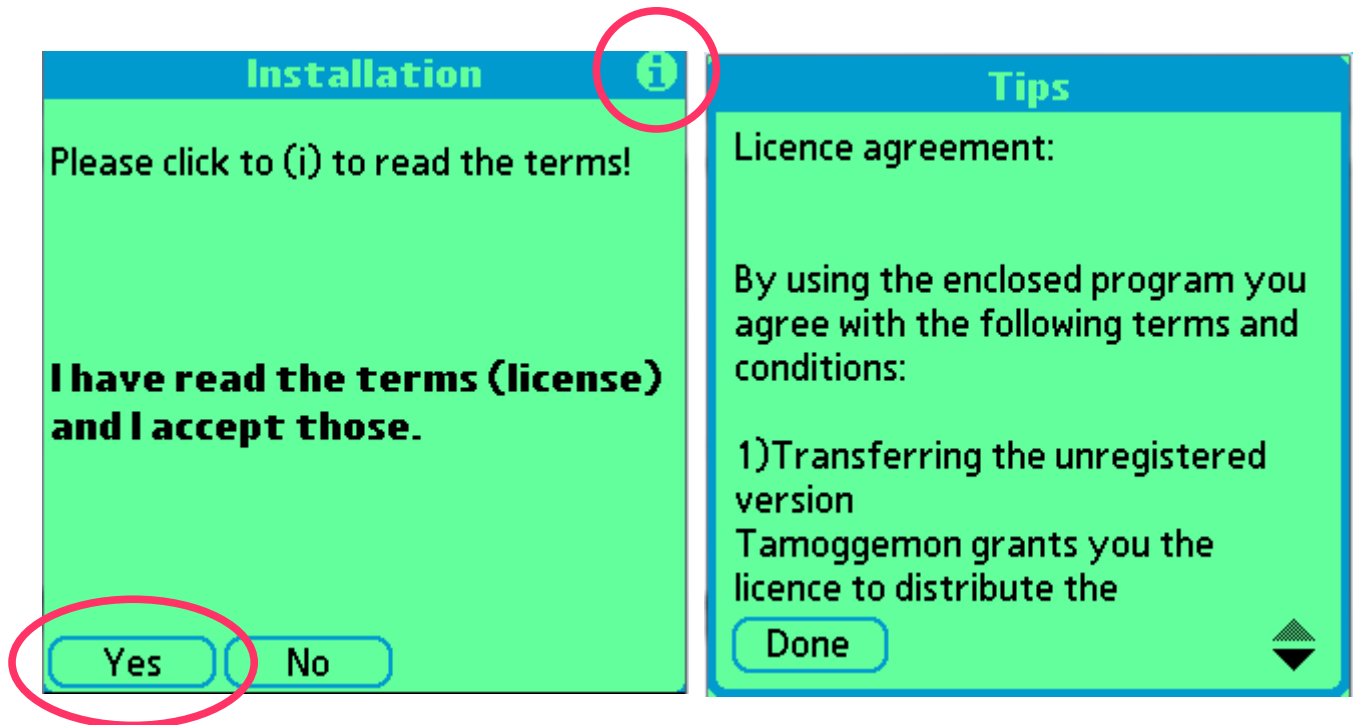 Installation
Please click to (i) to read the terms!
I have read the terms (license)
and I accept those.
Yes
No
Tips
Licence agreement:
By using the enclosed program you
agree with the following terms and
conditions:
1)Transferring the unregistered
version
Tamoggemon grants you the
licence to distribute the
Done